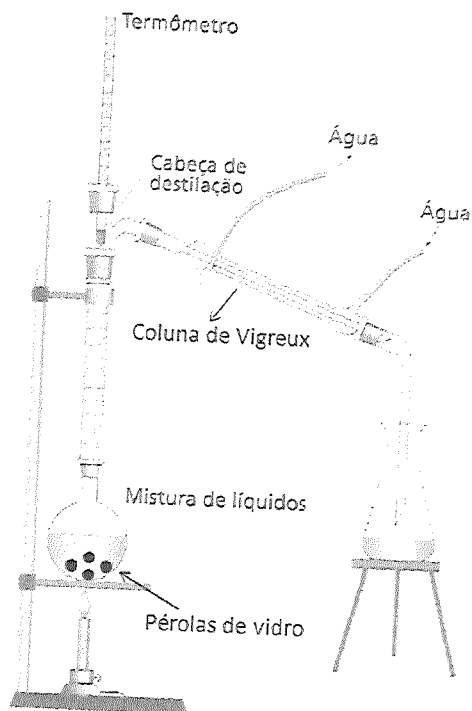 Termômetro
Água
Cabeça de
destilação
Água
Coluna de Vigreux
Mistura de líquidos
Pérolas de vidro